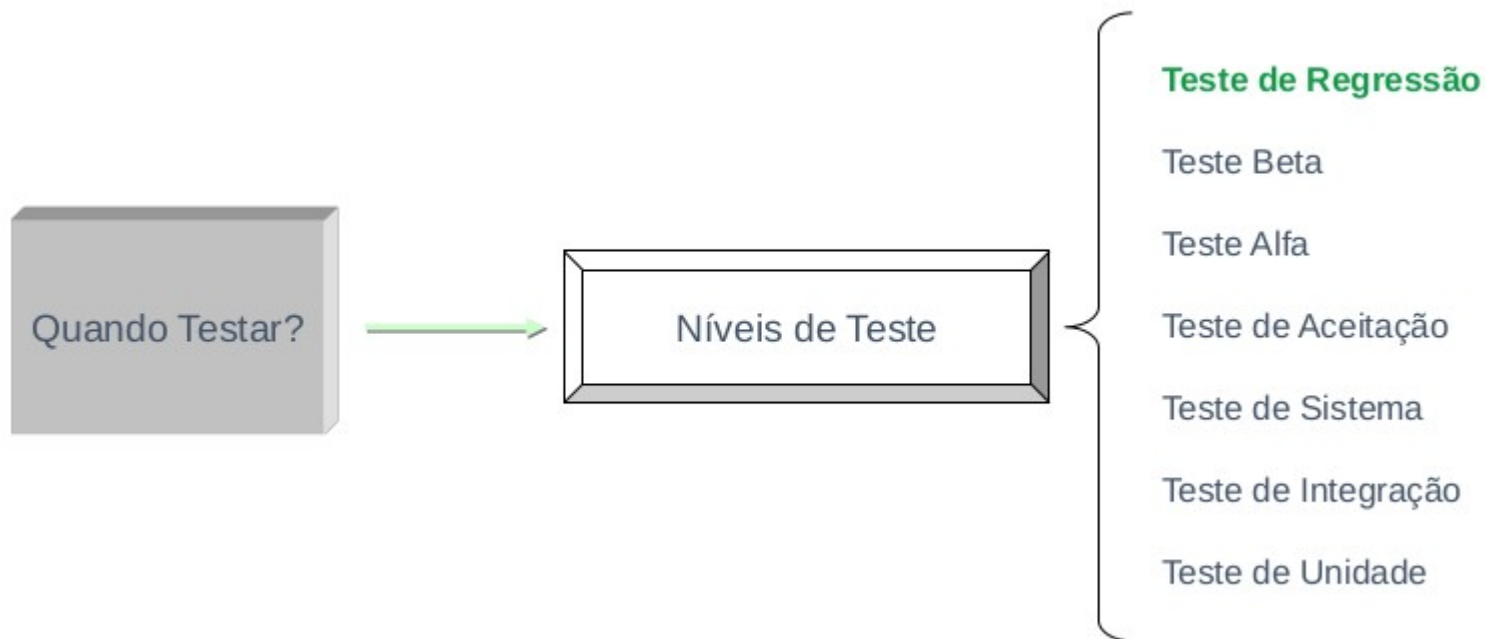 Quando Testar?
Níveis de Teste
Teste de Regressão
Teste Beta
Teste Alfa
Teste de Aceitação
Teste de Sistema
Teste de Integração
Teste de Unidade